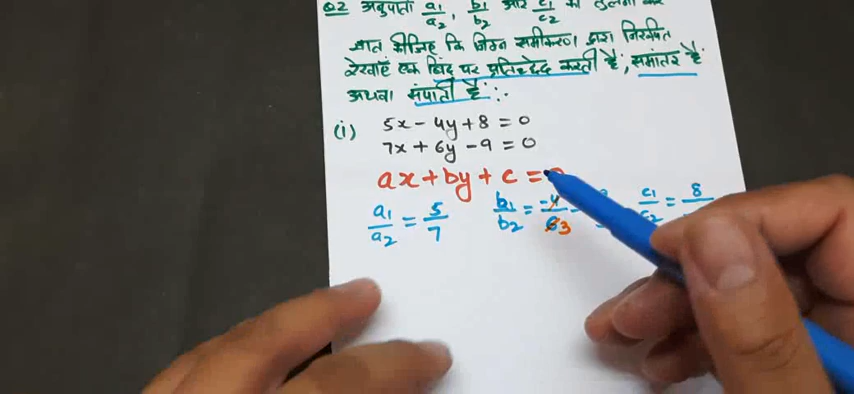 Q2 अनुपातों a1/a2, b1/b2 और c1/c2 की तुलना कर
ज्ञात कीजिए कि निम्न समीकरणों द्वारा निरूपित
रेखाएँ एक बिंदु पर प्रतिच्छेद करती हैं, समांतर हैं
अथवा संपाती हैं :-
(i) 5x - 4y + 8 = 0
7x + 6y - 9 = 0
ax + by + c =
a1/a2 = 5/7 b1/b2 = -4/6 3 = c1/c2 = 8